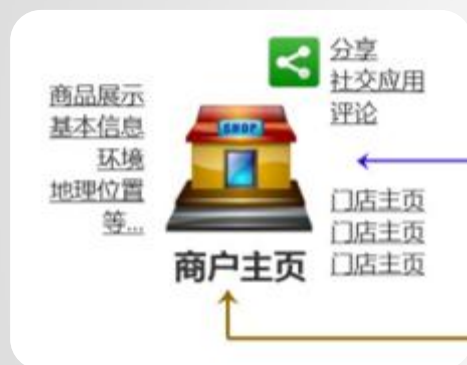 分享
社交应用
评论
商品展示
基本信息
环境
地理位置
等...
SHOP
门店主页
门店主页
门店主页
商户主页